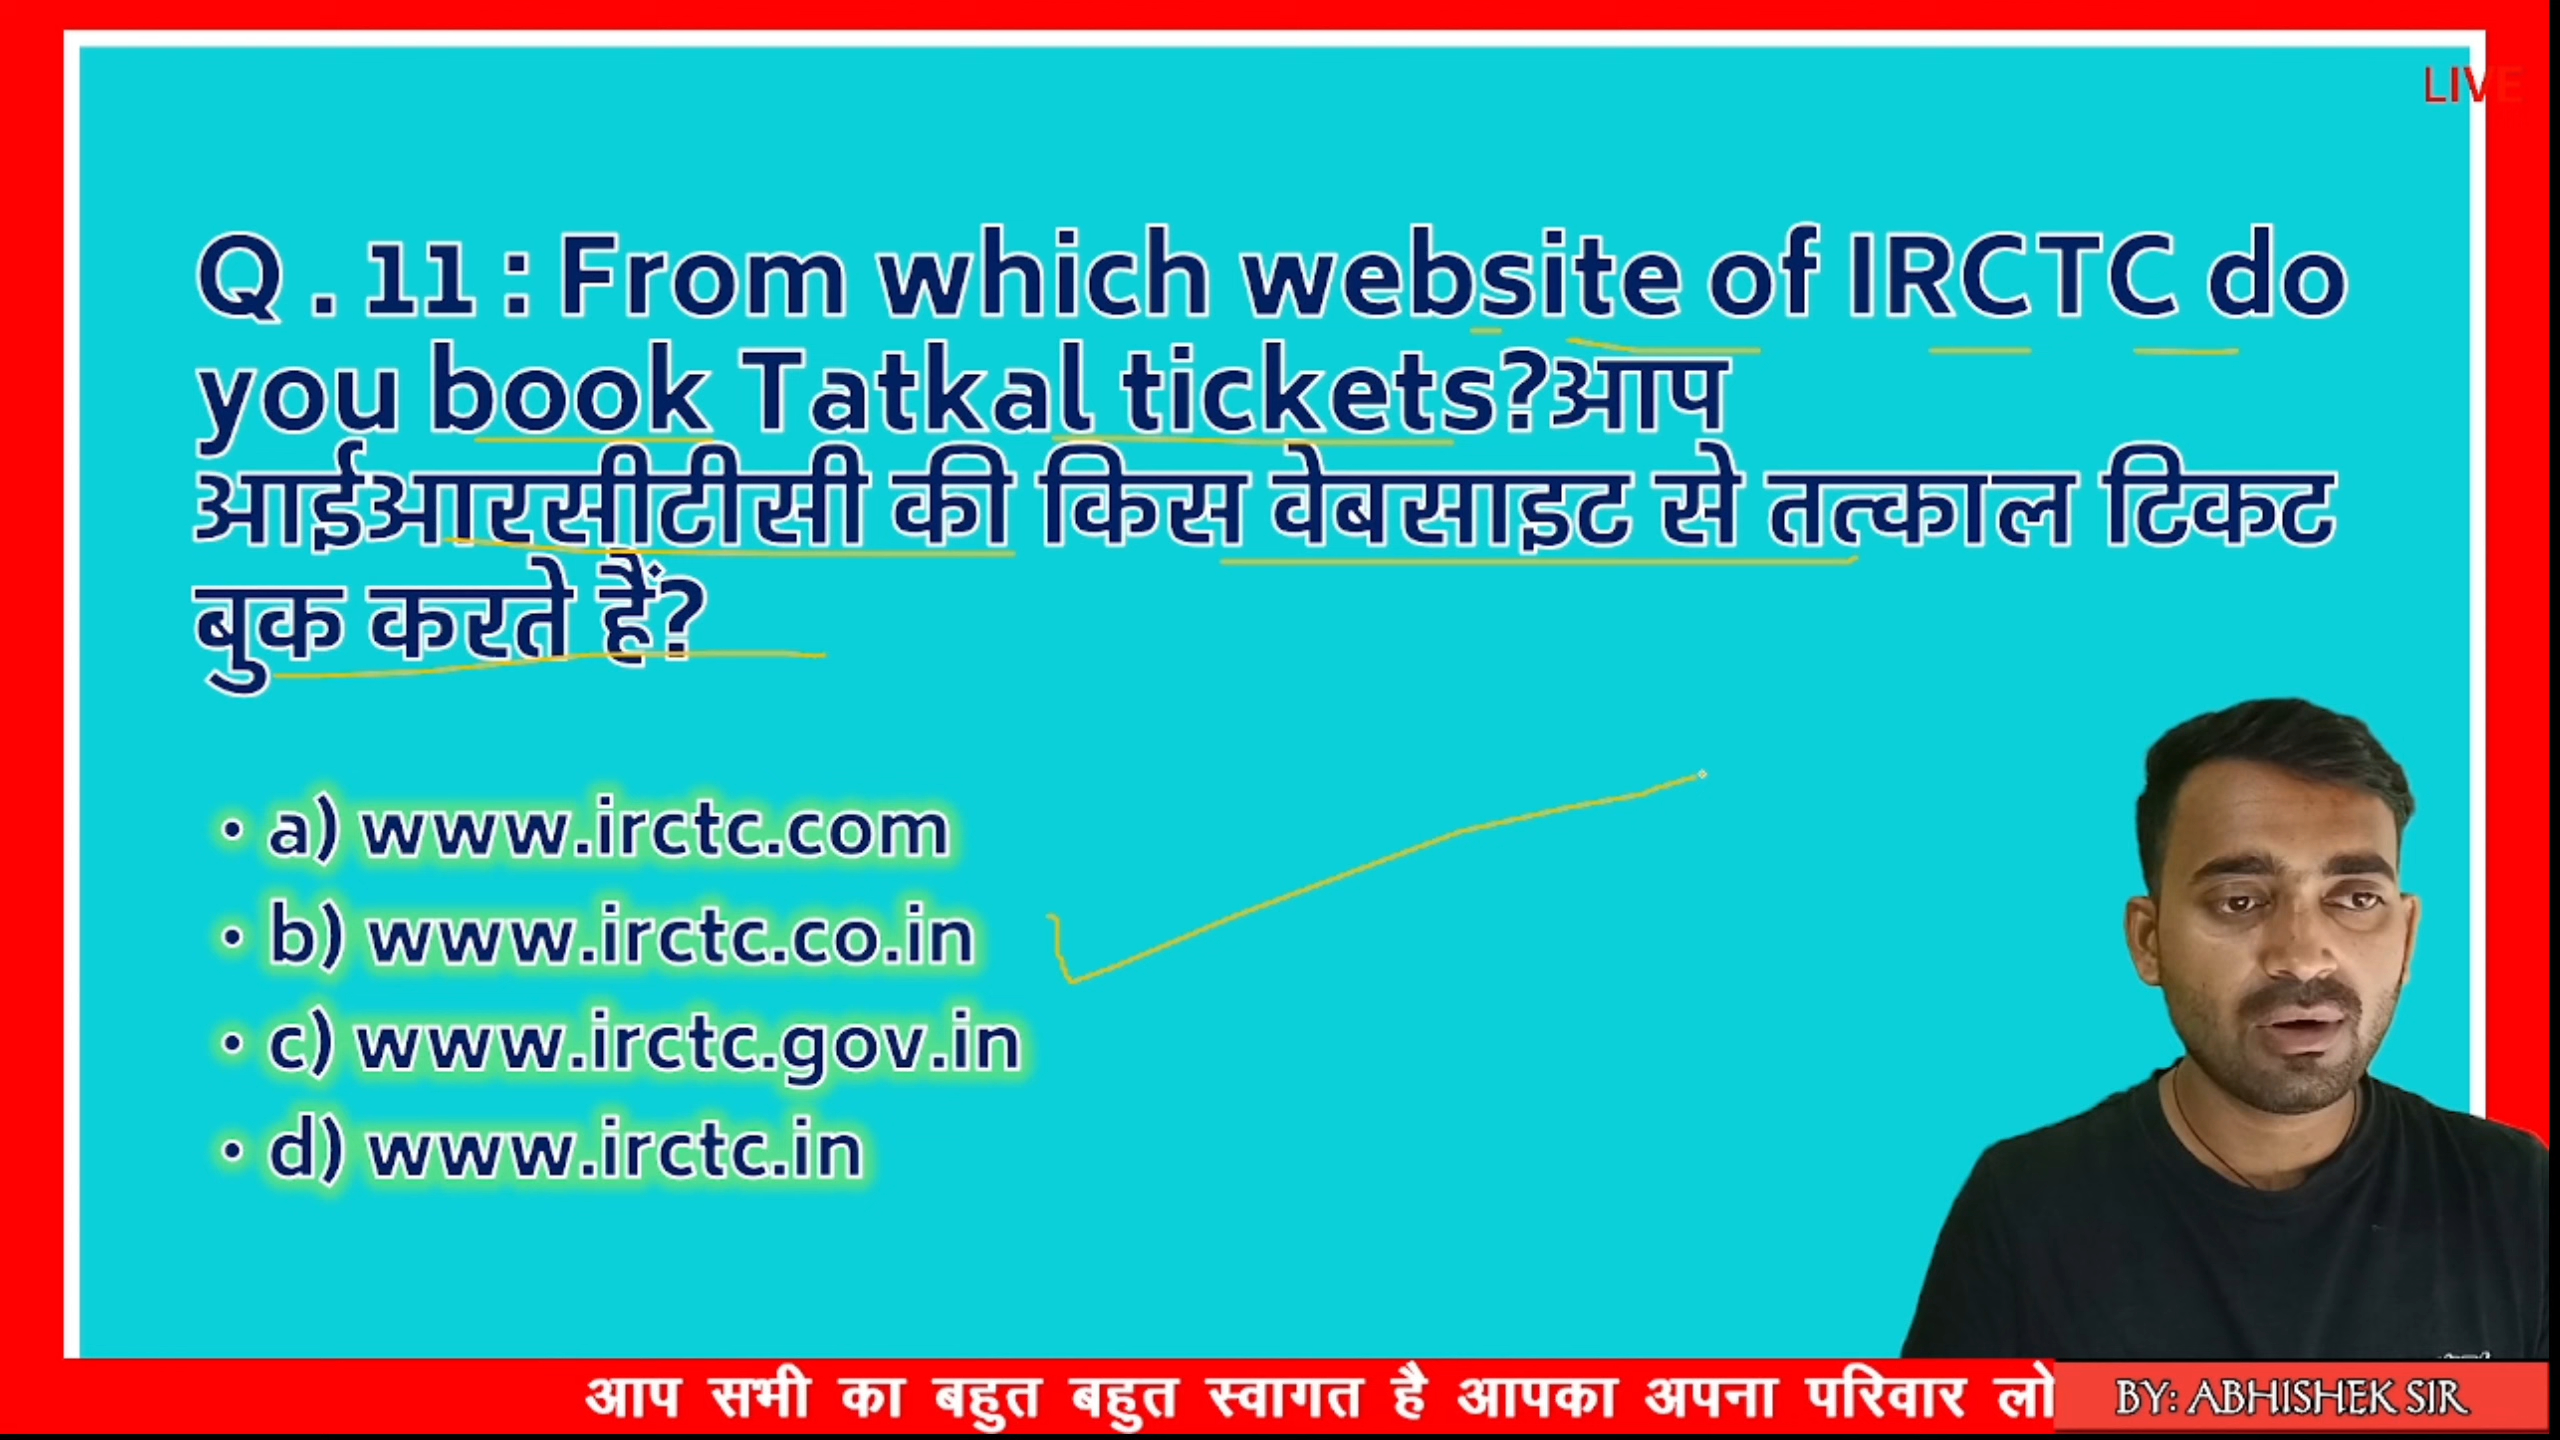 LIVE
Q . 11 : From which website of IRCTC do
you book Tatkal tickets?आप
आईआरसीटीसी की किस वेबसाइट से तत्काल टिकट
बुक करते हैं?
• a) www.irctc.com
• b) www.irctc.co.in
• c) www.irctc.gov.in
• d) www.irctc.in
आप सभी का बहुत बहुत स्वागत है आपका अपना परिवार लो
BY: ABHISHEK SIR